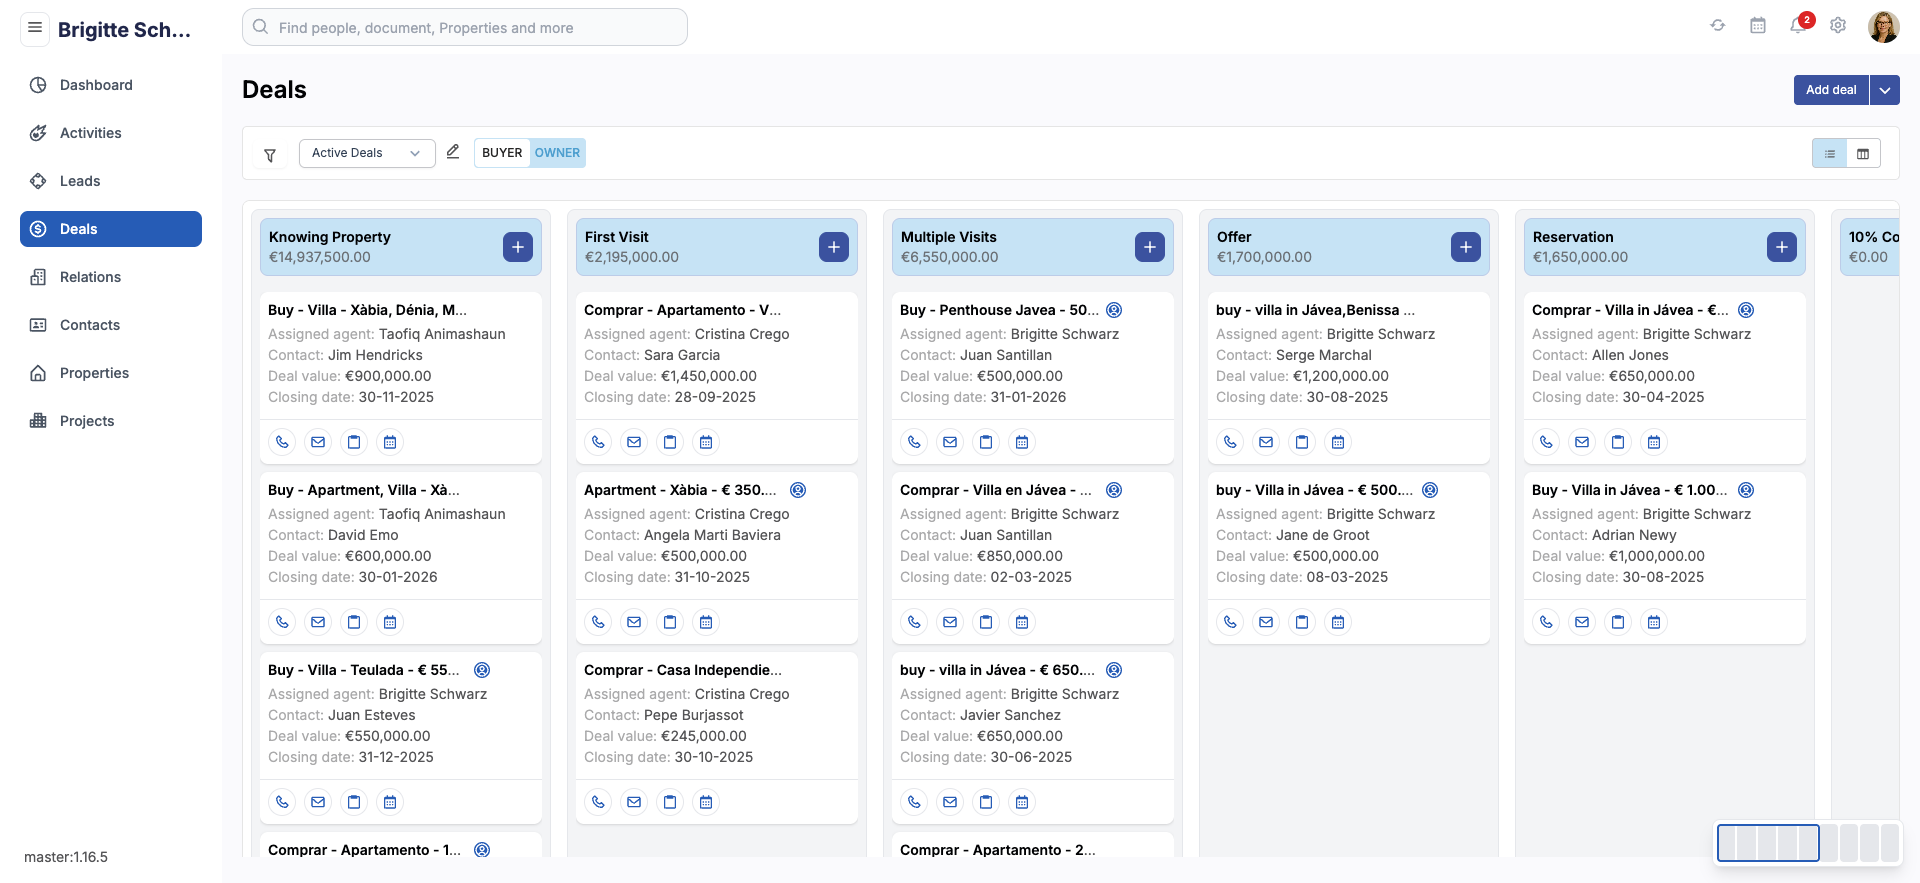 Brigitte Sch...
Find people, document, Properties and more
2
Dashboard
Activities
Leads
Deals
Relations
Contacts
Properties
Projects
master:1.16.5
Deals
Add deal
Active Deals
BUYER
OWNER
Knowing Property
€14,937,500.00
Buy - Villa - Xàbia, Dénia, M...
Assigned agent: Taofiq Animashaun
Contact: Jim Hendricks
Deal value: €900,000.00
Closing date: 30-11-2025
Buy - Apartment, Villa - Xà...
Assigned agent: Taofiq Animashaun
Contact: David Emo
Deal value: €600,000.00
Closing date: 30-01-2026
Buy - Villa - Teulada - € 55...
Assigned agent: Brigitte Schwarz
Contact: Juan Esteves
Deal value: €550,000.00
Closing date: 31-12-2025
Comprar - Apartamento - 1...
First Visit
€2,195,000.00
Comprar - Apartamento - V...
Assigned agent: Cristina Crego
Contact: Sara Garcia
Deal value: €1,450,000.00
Closing date: 28-09-2025
Apartment - Xàbia - € 350....
Assigned agent: Cristina Crego
Contact: Angela Marti Baviera
Deal value: €500,000.00
Closing date: 31-10-2025
Comprar - Casa Independie...
Assigned agent: Cristina Crego
Contact: Pepe Burjassot
Deal value: €245,000.00
Closing date: 30-10-2025
Multiple Visits
€6,550,000.00
Buy - Penthouse Javea - 50...
Assigned agent: Brigitte Schwarz
Contact: Juan Santillan
Deal value: €500,000.00
Closing date: 31-01-2026
Comprar - Villa en Jávea - ...
Assigned agent: Brigitte Schwarz
Contact: Juan Santillan
Deal value: €850,000.00
Closing date: 02-03-2025
buy - villa in Jávea - € 650....
Assigned agent: Brigitte Schwarz
Contact: Javier Sanchez
Deal value: €650,000.00
Closing date: 30-06-2025
Comprar - Apartamento - 2...
Offer
€1,700,000.00
buy - villa in Jávea,Benissa ...
Assigned agent: Brigitte Schwarz
Contact: Serge Marchal
Deal value: €1,200,000.00
Closing date: 30-08-2025
buy - Villa in Jávea - € 500....
Assigned agent: Brigitte Schwarz
Contact: Jane de Groot
Deal value: €500,000.00
Closing date: 08-03-2025
Reservation
€1,650,000.00
Comprar - Villa in Jávea - €...
Assigned agent: Brigitte Schwarz
Contact: Allen Jones
Deal value: €650,000.00
Closing date: 30-04-2025
Buy - Villa in Jávea - € 1.00...
Assigned agent: Brigitte Schwarz
Contact: Adrian Newy
Deal value: €1,000,000.00
Closing date: 30-08-2025
10% Co
€0.00